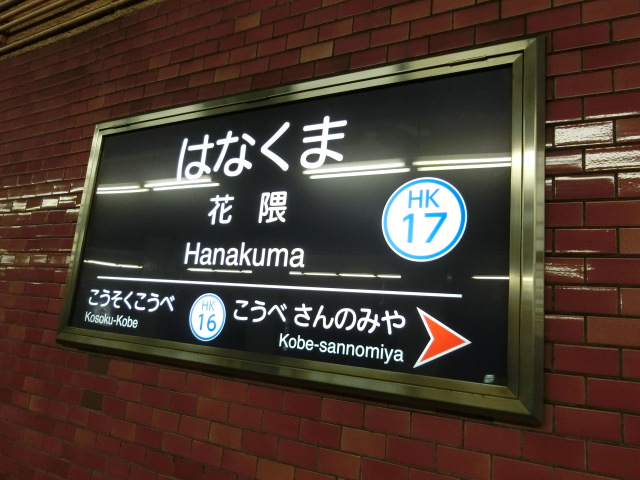 はなくま
花隈
Hanakuma
HK
17
こうそくこうべ
Kosoku-Kobe
HK
16
こうべ さんのみや
Kobe-sannomiya